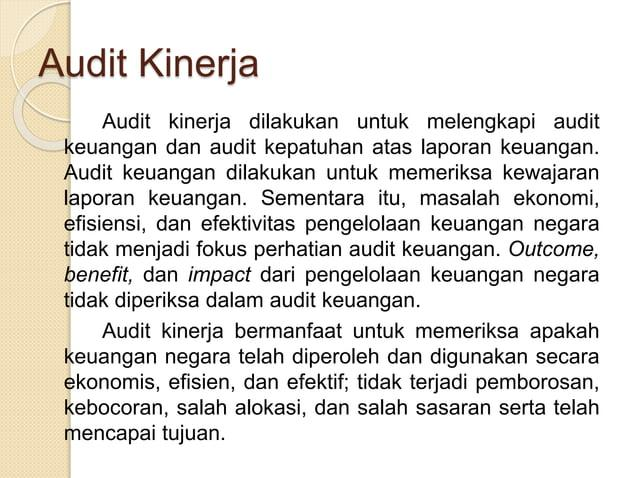 Audit Kinerja
Audit kinerja dilakukan untuk melengkapi audit
keuangan dan audit kepatuhan atas laporan keuangan.
Audit keuangan dilakukan untuk memeriksa kewajaran
laporan keuangan. Sementara itu, masalah ekonomi,
efisiensi, dan efektivitas pengelolaan keuangan negara
tidak menjadi fokus perhatian audit keuangan. Outcome,
benefit, dan impact dari pengelolaan keuangan negara
tidak diperiksa dalam audit keuangan.
Audit kinerja bermanfaat untuk memeriksa apakah
keuangan negara telah diperoleh dan digunakan secara
ekonomis, efisien, dan efektif; tidak terjadi pemborosan,
kebocoran, salah alokasi, dan salah sasaran serta telah
mencapai tujuan.